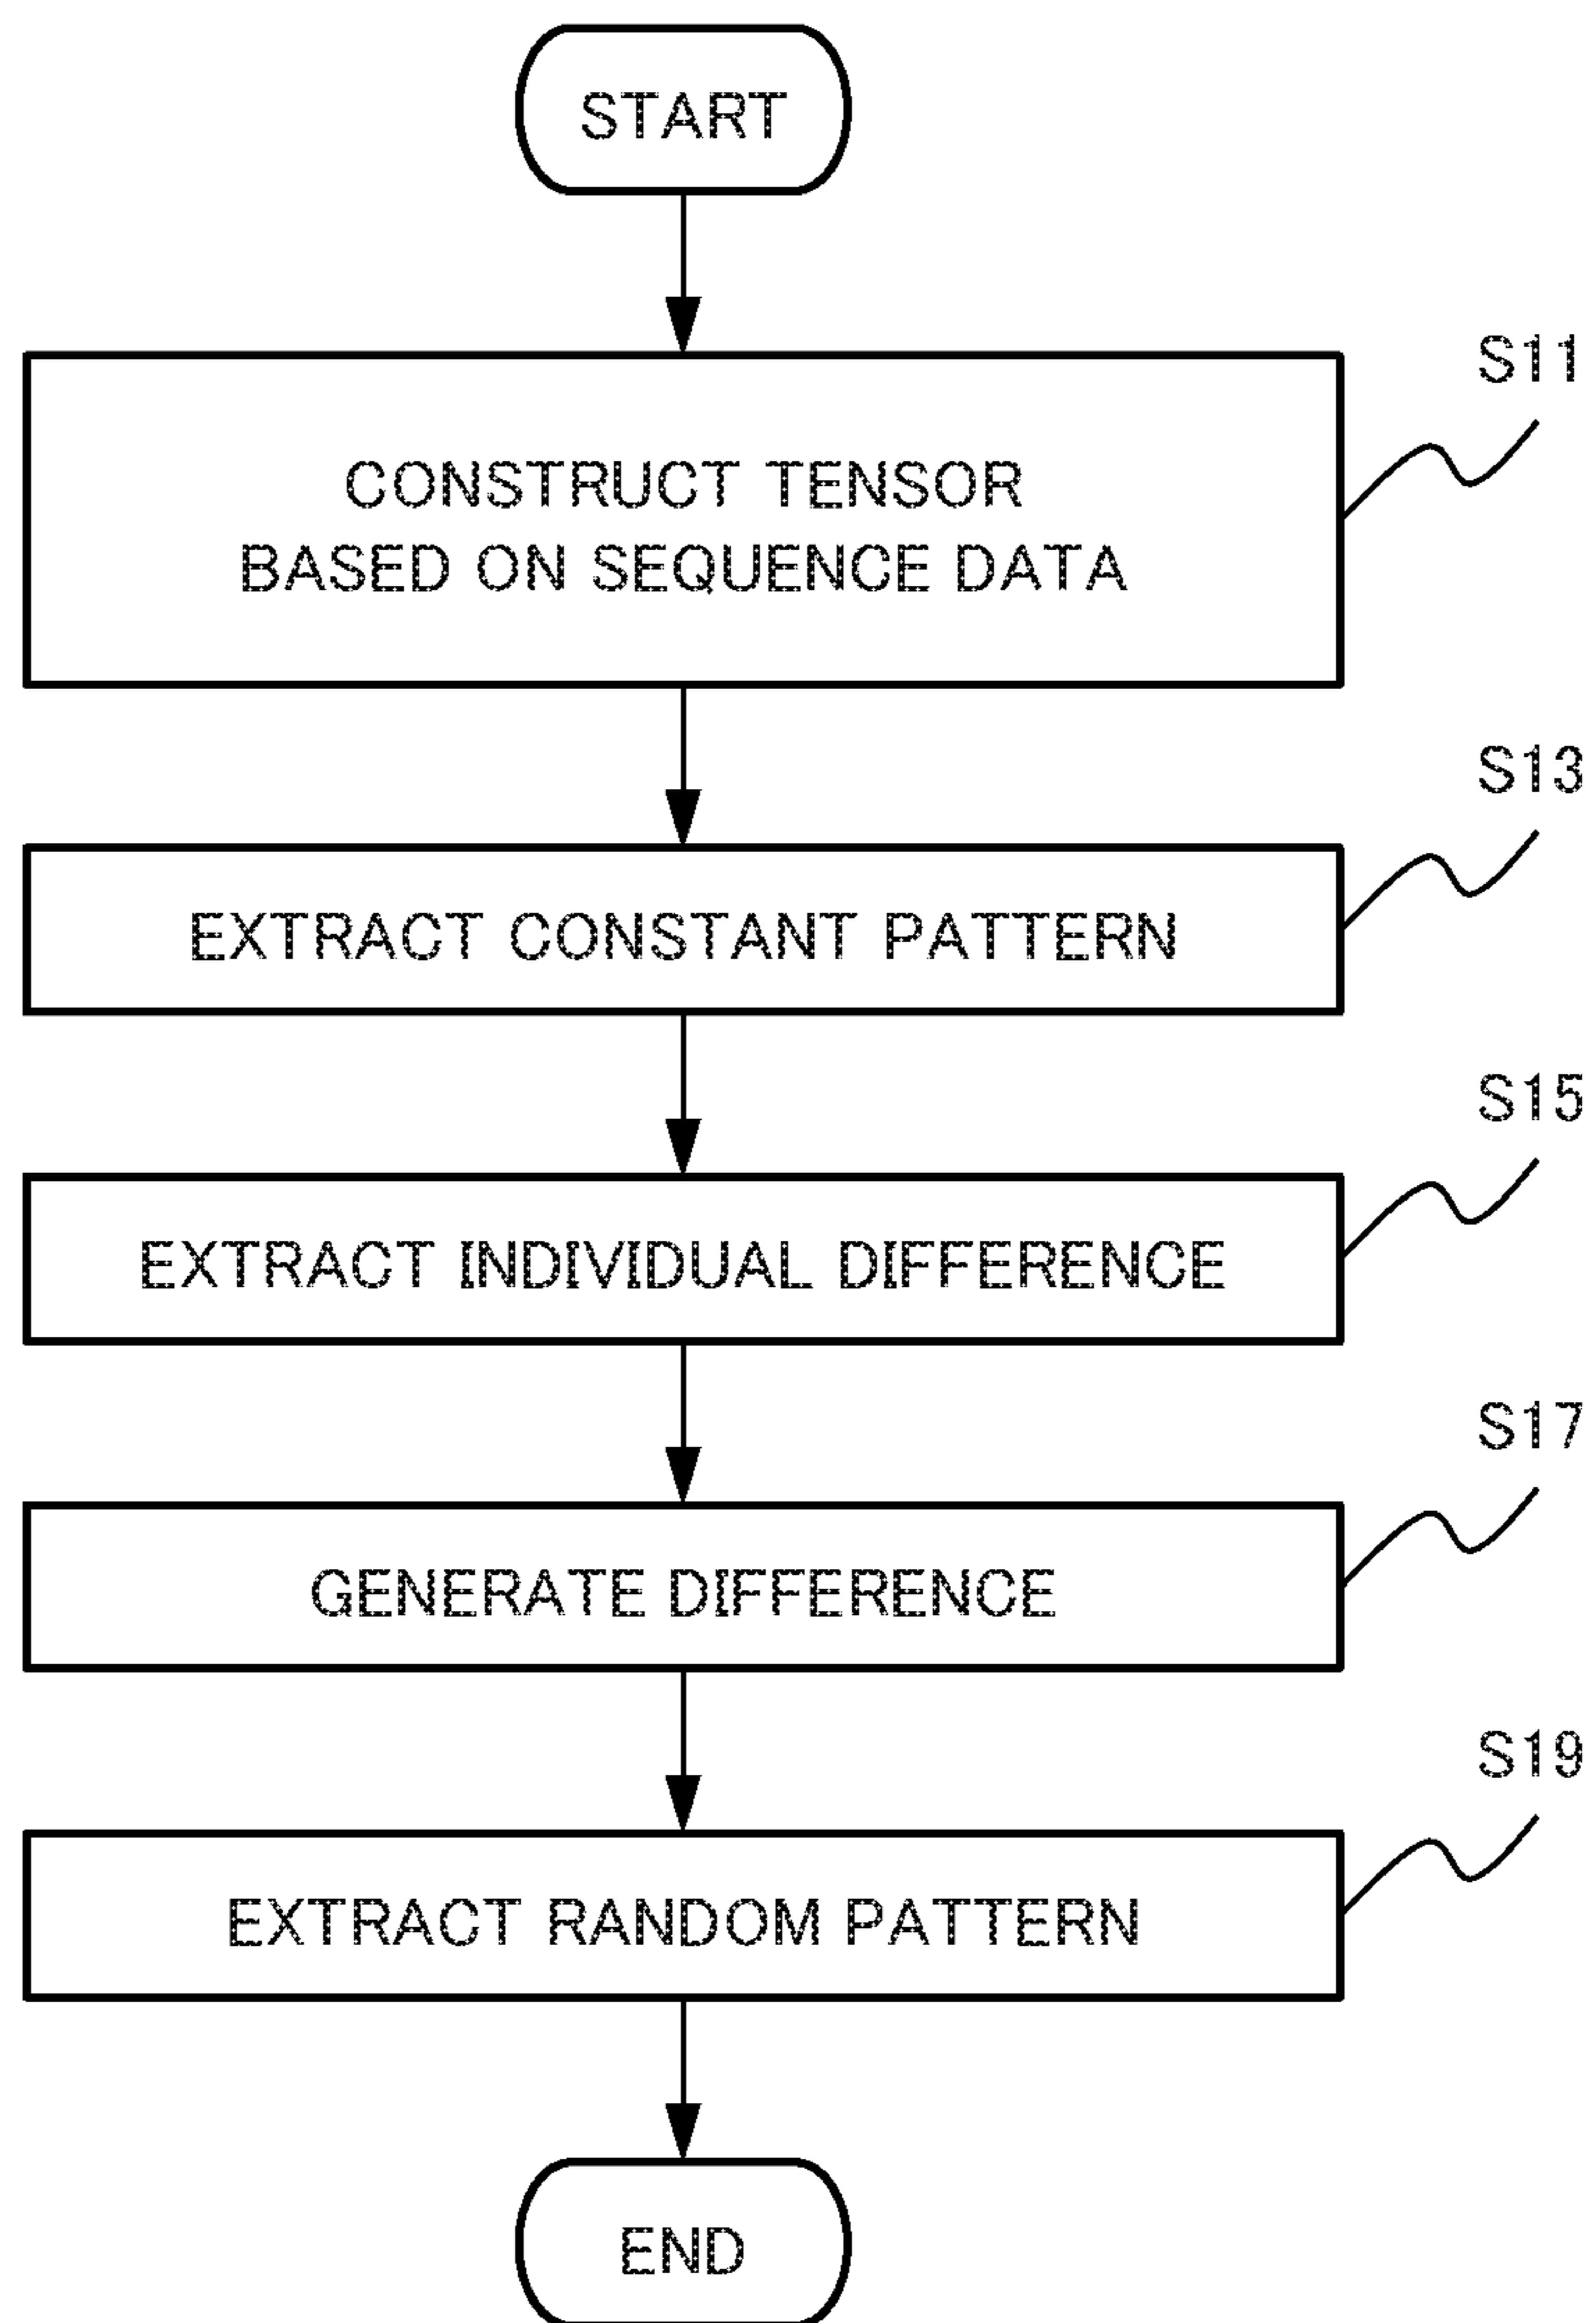 START
S11
CONSTRUCT TENSOR
BASED ON SEQUENCE DATA
S13
EXTRACT CONSTANT PATTERN
S15
EXTRACT INDIVIDUAL DIFFERENCE
S17
GENERATE DIFFERENCE
S19
EXTRACT RANDOM PATTERN
END